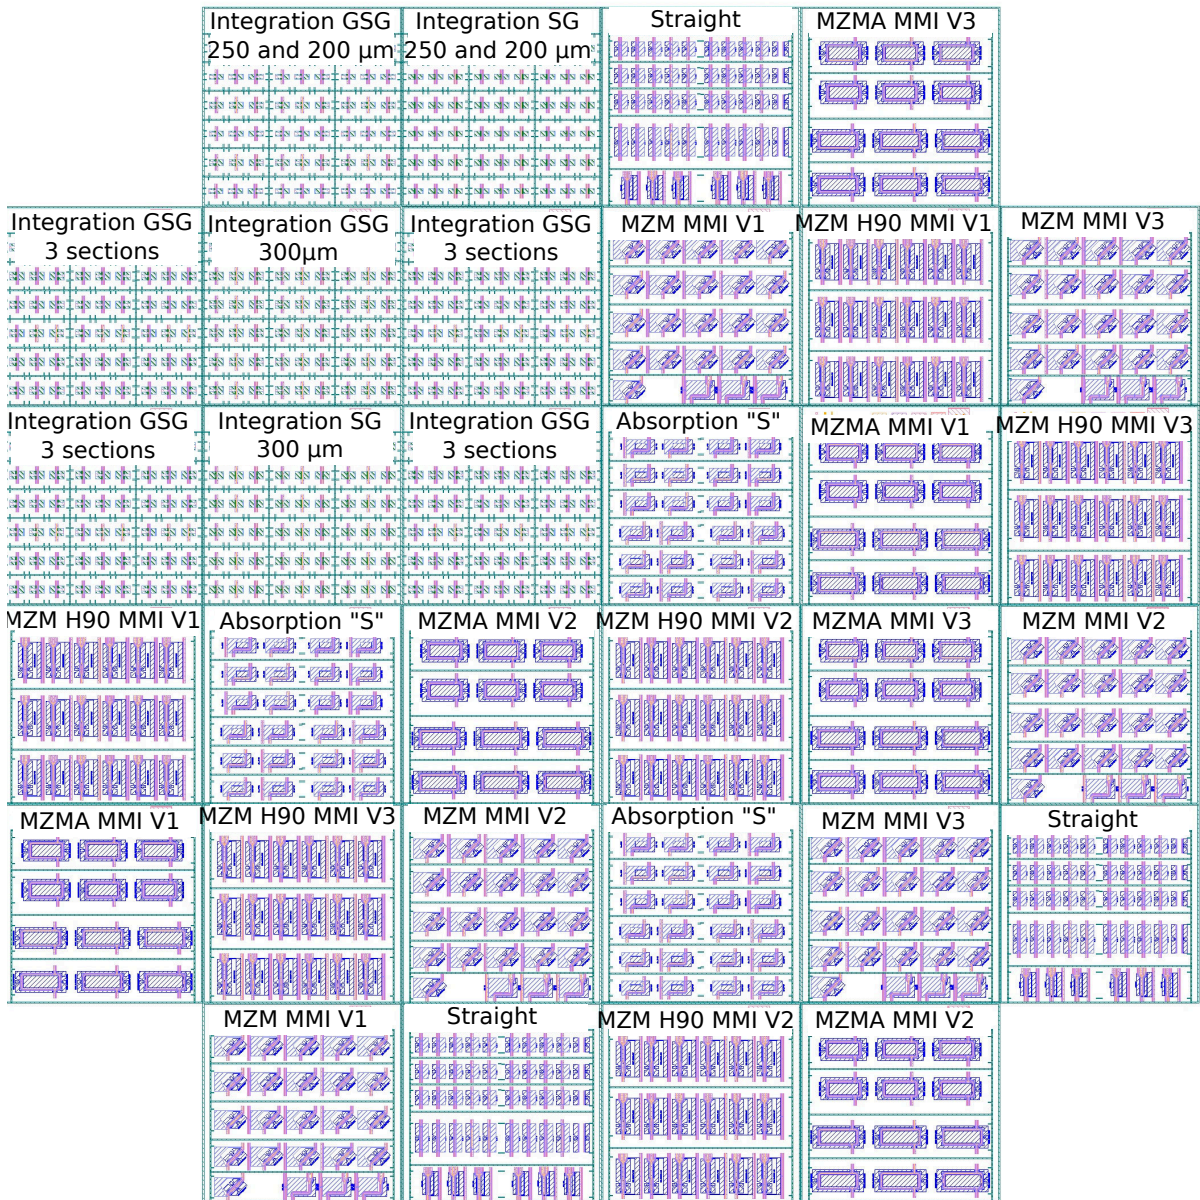 Integration GSG
250 and 200 µm
Integration SG
250 and 200 µm
Straight
MZMA MMI V3
Integration GSG
3 sections
Integration GSG
300µm
Integration SG
3 sections
MZM MMI V1
MZM H90 MMI V1
MZM MMI V3
Integration GSG
3 sections
Integration SG
300 µm
Integration GSG
3 sections
Absorption "S"
MZMA MMI V1
MZM H90 MMI V3
MZM H90 MMI V1
Absorption "S"
MZMA MMI V2
MZM H90 MMI V2
MZMA MMI V3
MZM MMI V2
MZMA MMI V1
MZM H90 MMI V3
MZM MMI V2
Absorption "S"
MZM MMI V3
Straight
MZM MMI V1
Straight
MZM H90 MMI V2
MZMA MMI V2